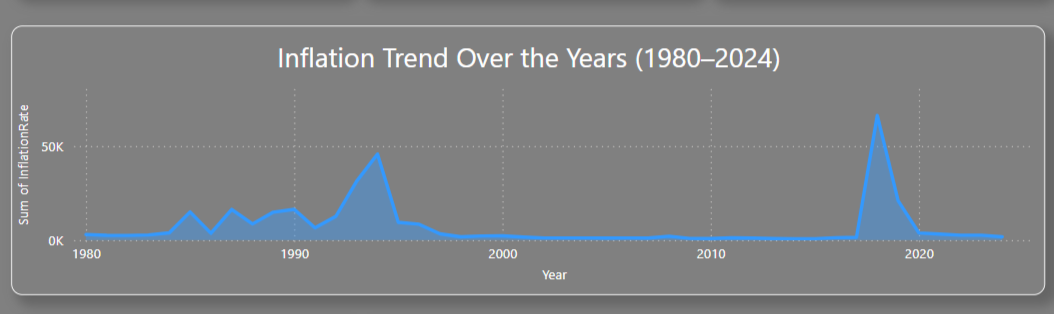 Inflation Trend Over the Years (1980–2024)
Sum of InflationRate
50K
0K
1980 1990 2000 2010 2020
Year